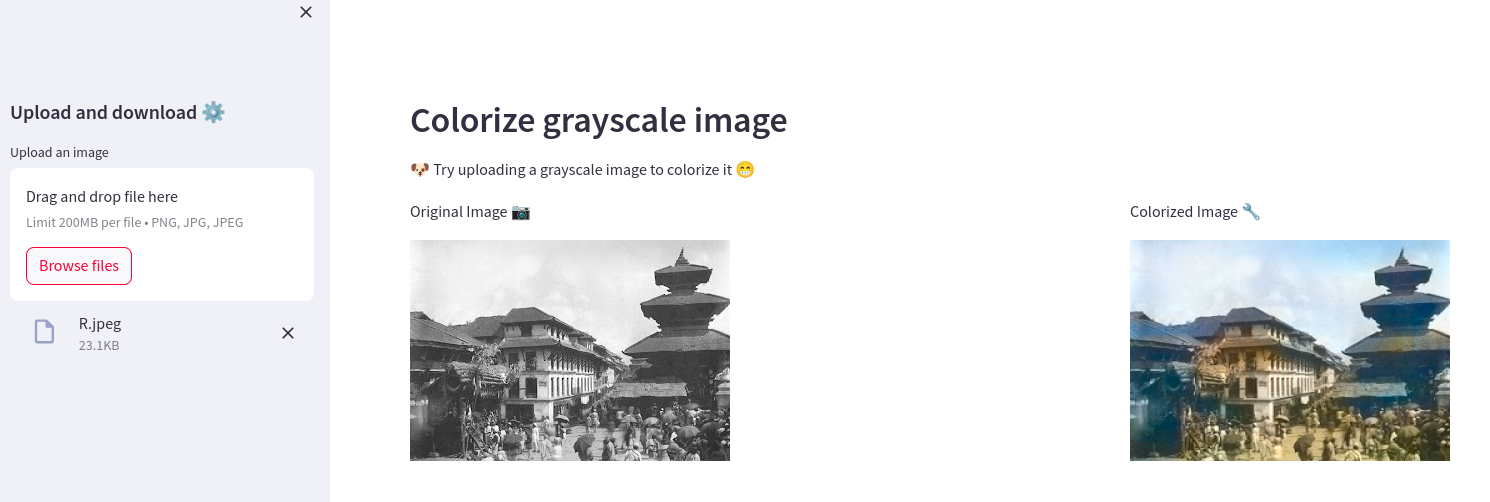 Upload and download ⚙️
Upload an image
Drag and drop file here
Limit 200MB per file • PNG, JPG, JPEG
Browse files
R.jpeg
23.1KB
Colorize grayscale image
🐶 Try uploading a grayscale image to colorize it 😁
Original Image 📷
Colorized Image 🔧